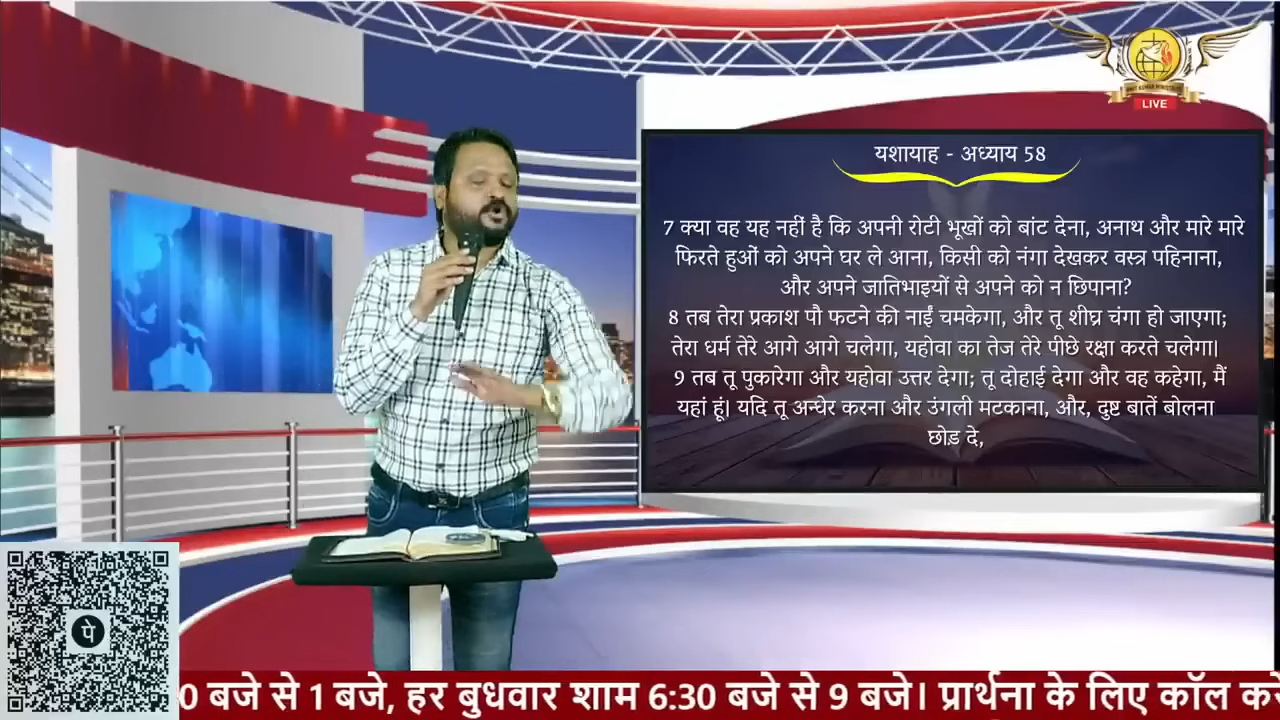 LIVE
यशायाह - अध्याय 58
7 क्या वह यह नहीं है कि अपनी रोटी भूखों को बांट देना, अनाथ और मारे मारे
फिरते हुओं को अपने घर ले आना, किसी को नंगा देखकर वस्त्र पहिनाना,
और अपने जातिभाइयों से अपने को न छिपाना?
8 तब तेरा प्रकाश पौ फटने की नाईं चमकेगा, और तू शीघ्र चंगा हो जाएगा;
तेरा धर्म तेरे आगे आगे चलेगा, यहोवा का तेज तेरे पीछे रक्षा करते चलेगा।
9 तब तू पुकारेगा और यहोवा उत्तर देगा; तू दोहाई देगा और वह कहेगा, मैं
यहां हूं। यदि तू अन्धेर करना और उंगली मटकाना, और, दुष्ट बातें बोलना
छोड़ दे,
पे
0 बजे से 1 बजे, हर बुधवार शाम 6:30 बजे से 9 बजे। प्रार्थना के लिए कॉल करे